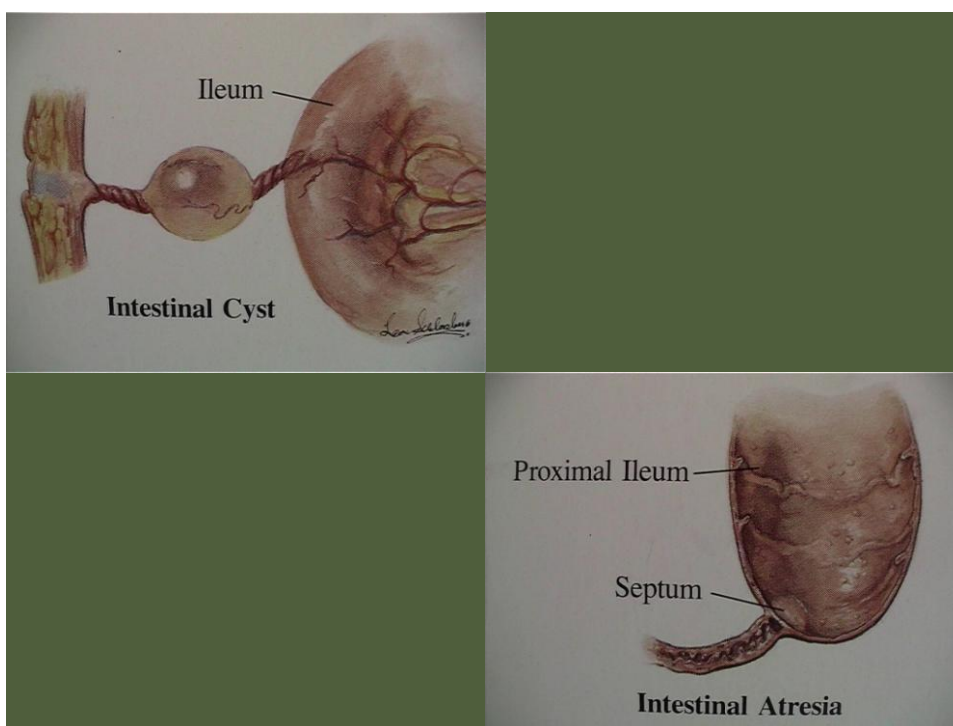 Ileum
Intestinal Cyst
Proximal Ileum
Septum
Intestinal Atresia